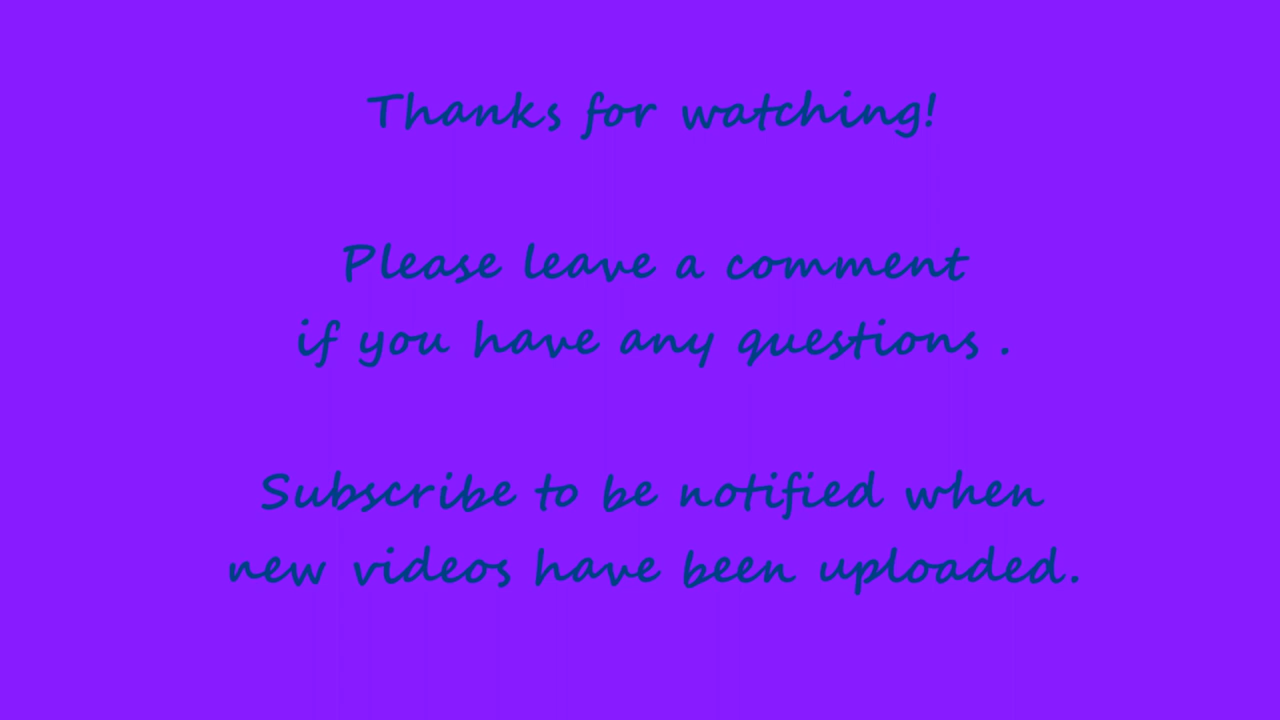 Thanks for watching!
Please leave a comment
if you have any questions .
Subscribe to be notified when
new videos have been uploaded.